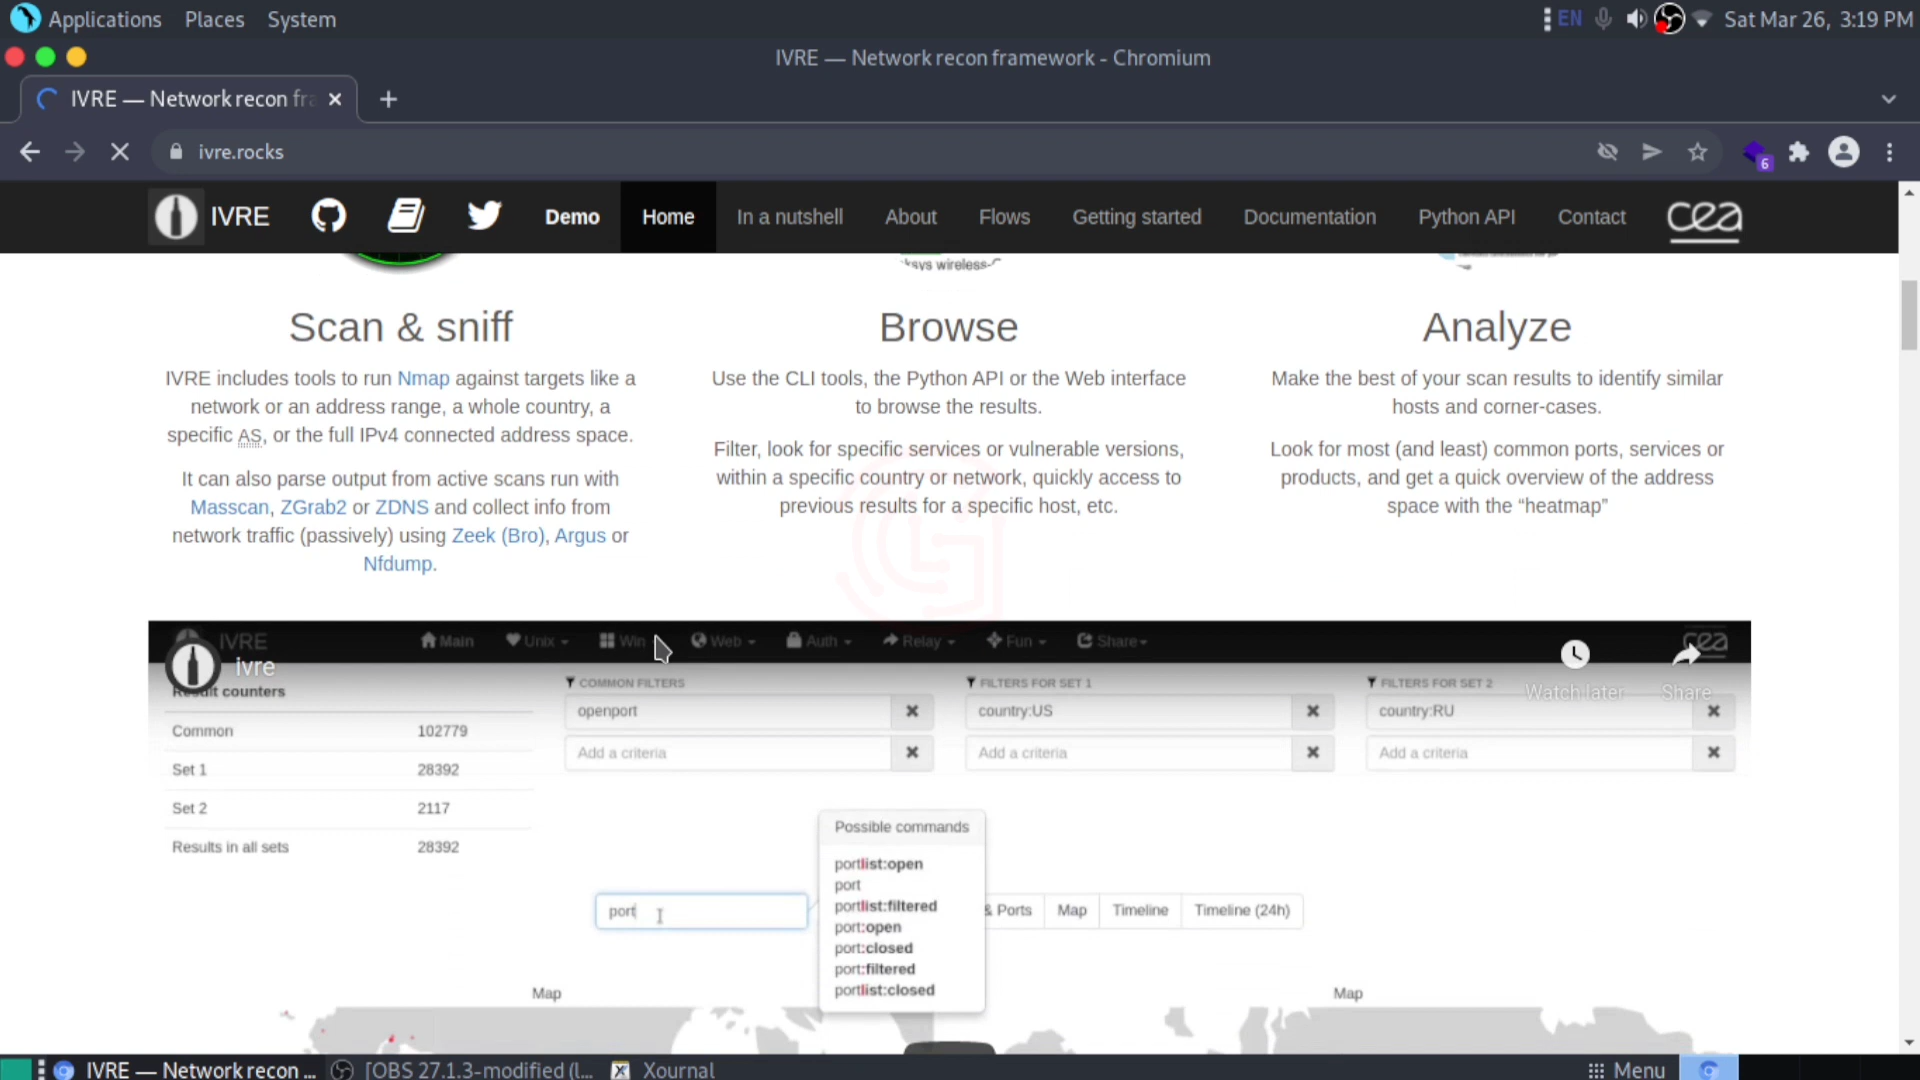 Applications Places System
EN Sat Mar 26, 3:19 PM
IVRE — Network recon framework - Chromium
IVRE — Network recon fra
6
ivre.rocks
IVRE Demo Home In a nutshell About Flows Getting started Documentation Python API Contact cea
ksys wireless-
Scan & sniff
IVRE includes tools to run Nmap against targets like a
network or an address range, a whole country, a
specific AS, or the full IPv4 connected address space.
It can also parse output from active scans run with
Masscan, ZGrab2 or ZDNS and collect info from
network traffic (passively) using Zeek (Bro), Argus or
Nfdump.
Browse
Use the CLI tools, the Python API or the Web interface
to browse the results.
Filter, look for specific services or vulnerable versions,
within a specific country or network, quickly access to
previous results for a specific host, etc.
Analyze
Make the best of your scan results to identify similar
hosts and corner-cases.
Look for most (and least) common ports, services or
products, and get a quick overview of the address
space with the “heatmap”
IVRE Main Unix Win Web Auth Relay Fun Share cea
ivre
Watch later Share
Result counters
Common 102779
Set 1 28392
Set 2 2117
Results in all sets 28392
COMMON FILTERS
openport
Add a criteria
FILTERS FOR SET 1
country:US
Add a criteria
FILTERS FOR SET 2
country:RU
Add a criteria
port
Possible commands
portlist:open
port
portlist:filtered
port:open
port:closed
port:filtered
portlist:closed
& Ports Map Timeline Timeline (24h)
Map
Map
IVRE — Network recon ... [OBS 27.1.3-modified (l... Xournal Menu